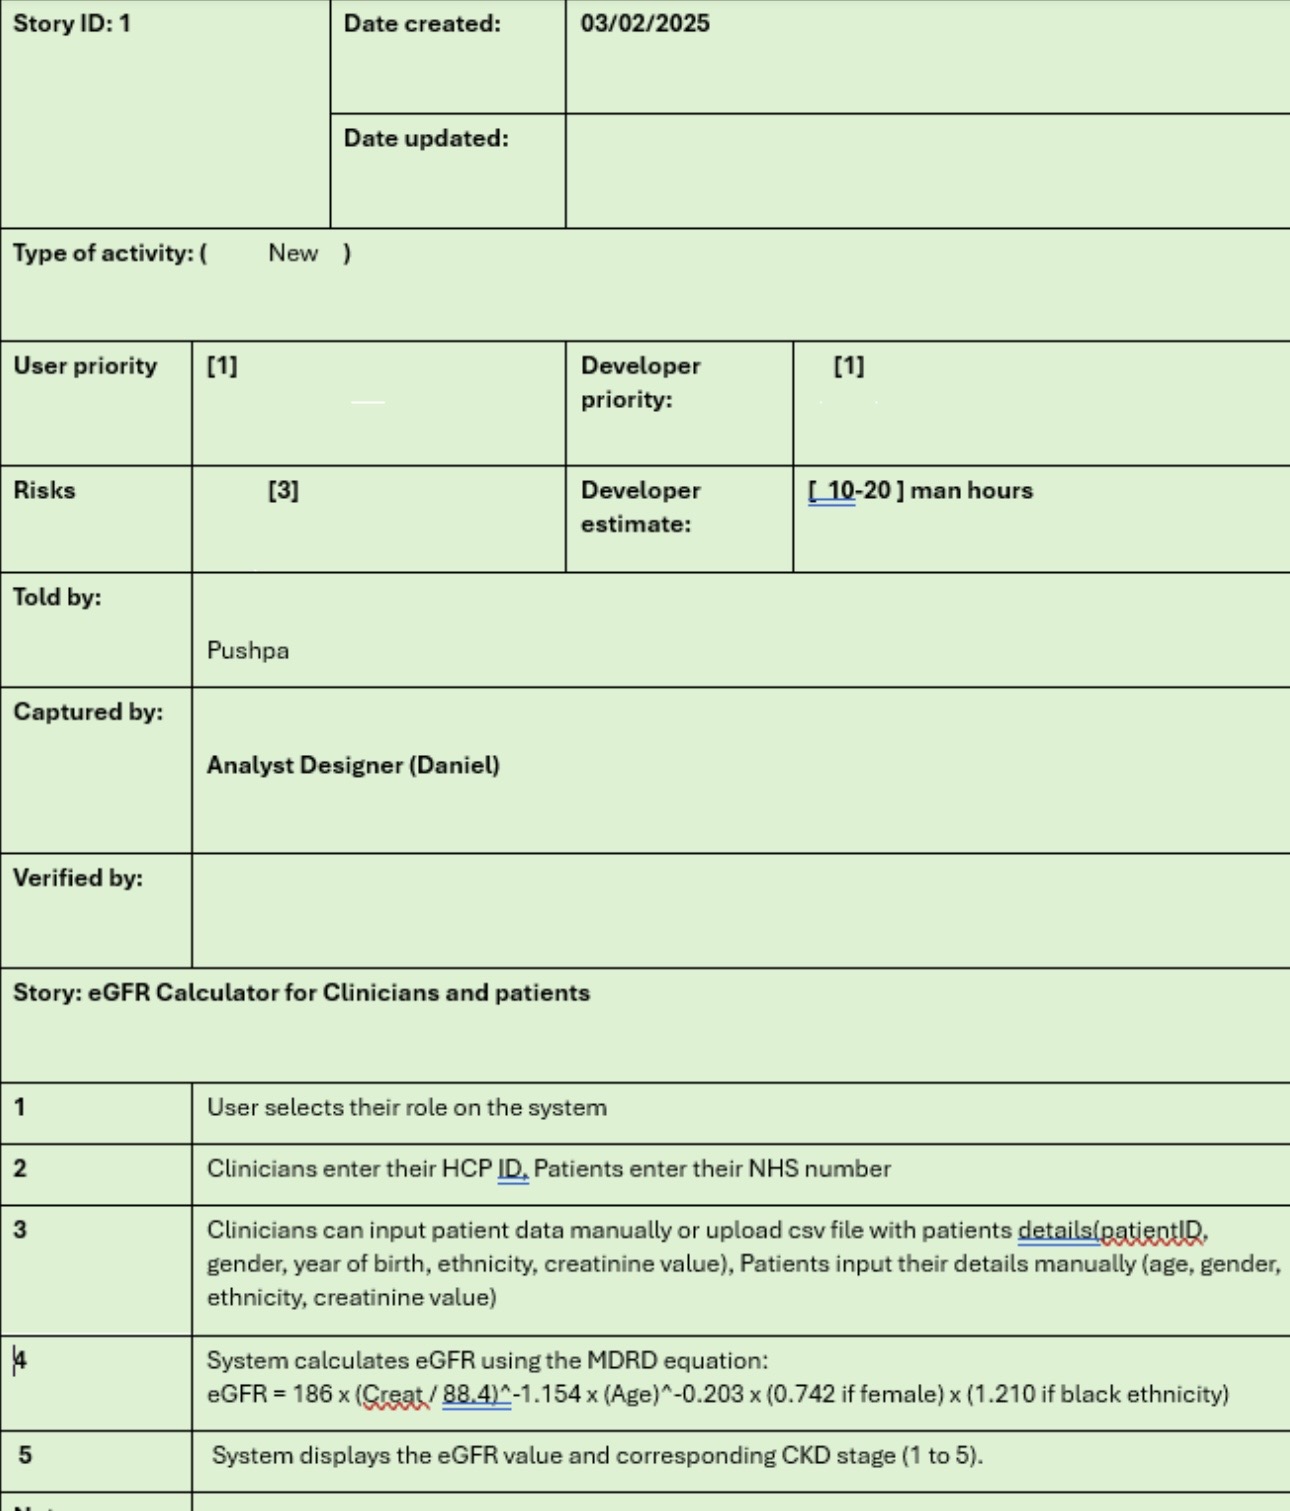 Story ID: 1
Date created:
03/02/2025
Date updated:
Type of activity: ( New )
User priority
[1]
Developer
priority:
[1]
Risks
[3]
Developer
estimate:
[ 10-20 ] man hours
Told by:
Pushpa
Captured by:
Analyst Designer (Daniel)
Verified by:
Story: eGFR Calculator for Clinicians and patients
1
User selects their role on the system
2
Clinicians enter their HCP ID, Patients enter their NHS number
3
Clinicians can input patient data manually or upload csv file with patients details(patientID,
gender, year of birth, ethnicity, creatinine value), Patients input their details manually (age, gender,
ethnicity, creatinine value)
4
System calculates eGFR using the MDRD equation:
eGFR = 186 x (Creat / 88.4)^-1.154 x (Age)^-0.203 x (0.742 if female) x (1.210 if black ethnicity)
5
System displays the eGFR value and corresponding CKD stage (1 to 5).